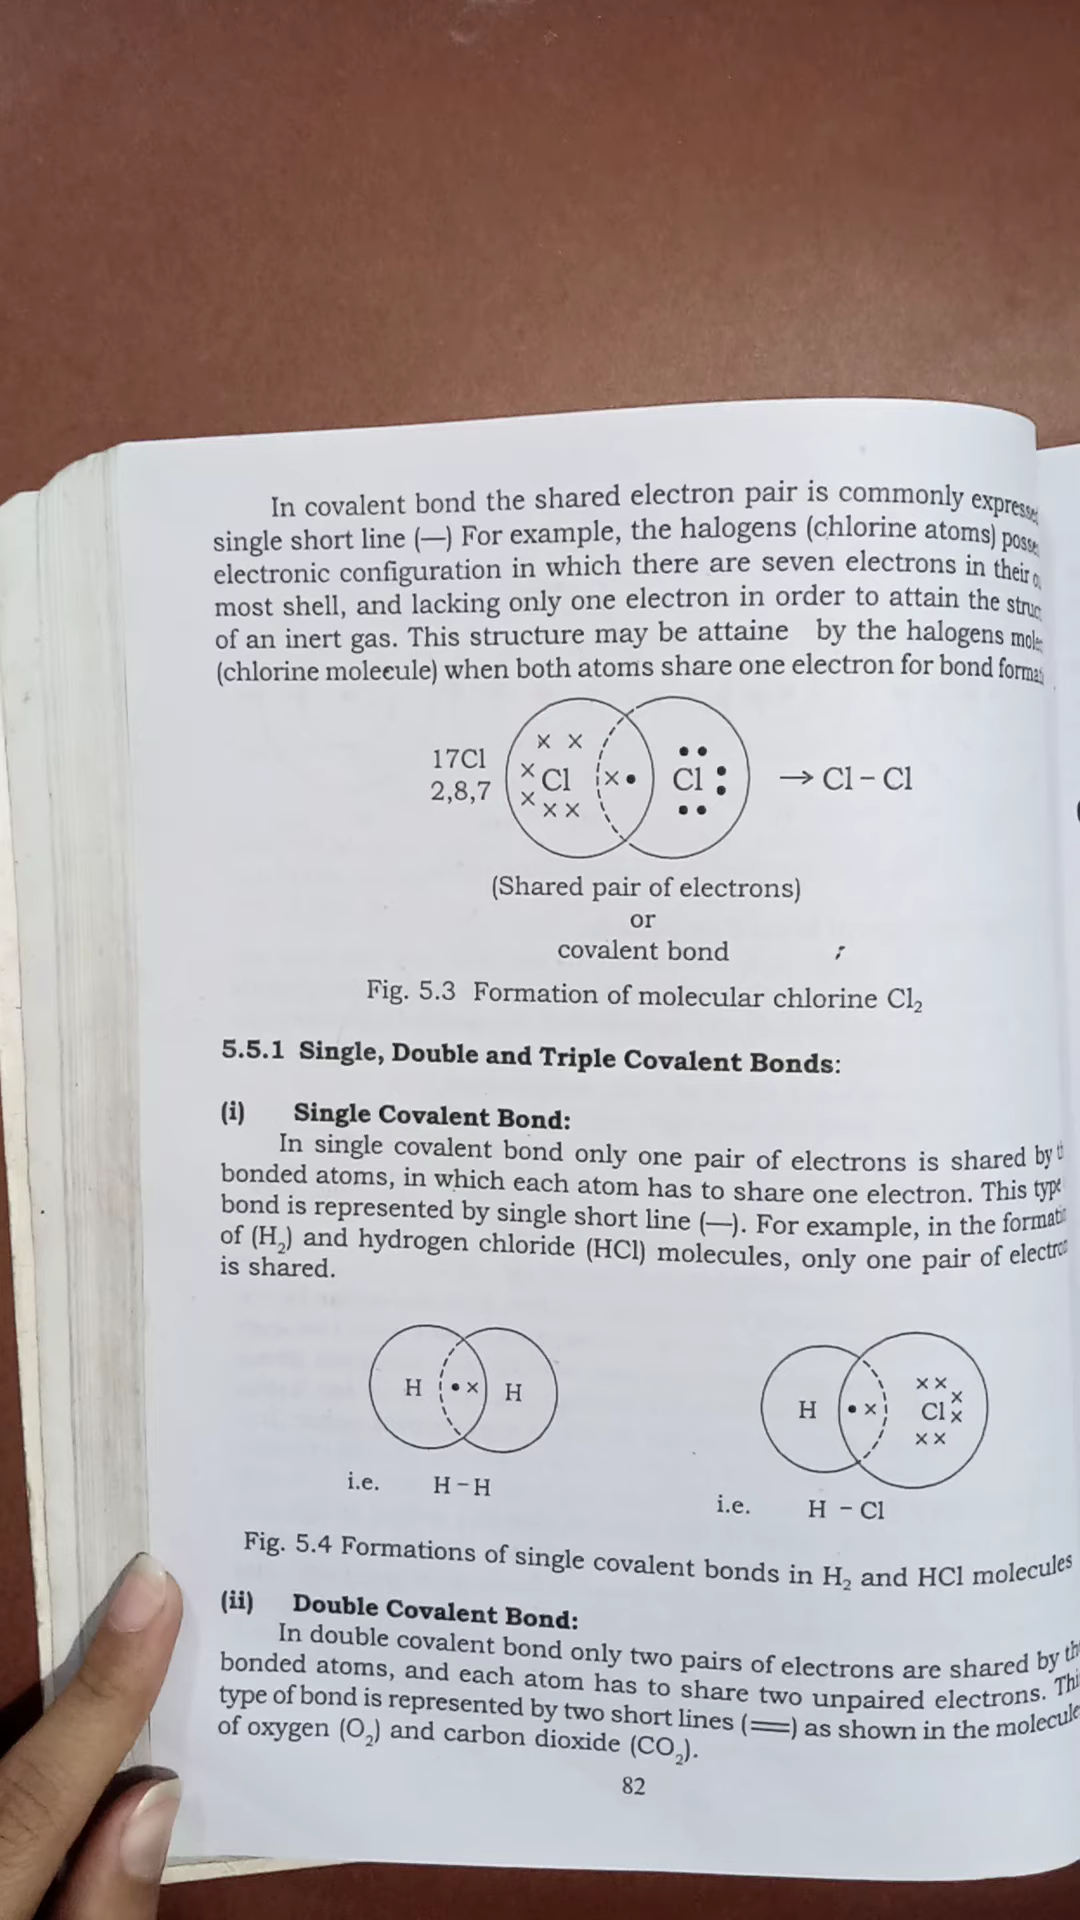 In covalent bond the shared electron pair is commonly
single short line (—) For example, the halogens (chlorine atoms)
electronic configuration in which there are seven electrons in their
most shell, and lacking only one electron in order to attain the
of an inert gas. This structure may be attaine by the halogens
(chlorine molecule) when both atoms share one electron for bond
17Cl
2,8,7
Cl
Cl
→ Cl – Cl
(Shared pair of electrons)
or
covalent bond
Fig. 5.3 Formation of molecular chlorine Cl₂
5.5.1 Single, Double and Triple Covalent Bonds:
(i) Single Covalent Bond:
In single covalent bond only one pair of electrons is shared by
bonded atoms, in which each atom has to share one electron. This type
bond is represented by single short line (—). For example, in the
of (H₂) and hydrogen chloride (HCl) molecules, only one pair of
is shared.
H • x H
H • x Cl
i.e. H – H
i.e. H – Cl
Fig. 5.4 Formations of single covalent bonds in H₂ and HCl molecules
(ii) Double Covalent Bond:
In double covalent bond only two pairs of electrons are shared by
bonded atoms, and each atom has to share two unpaired electrons.
type of bond is represented by two short lines (=) as shown in the
of oxygen (O₂) and carbon dioxide (CO₂).
82